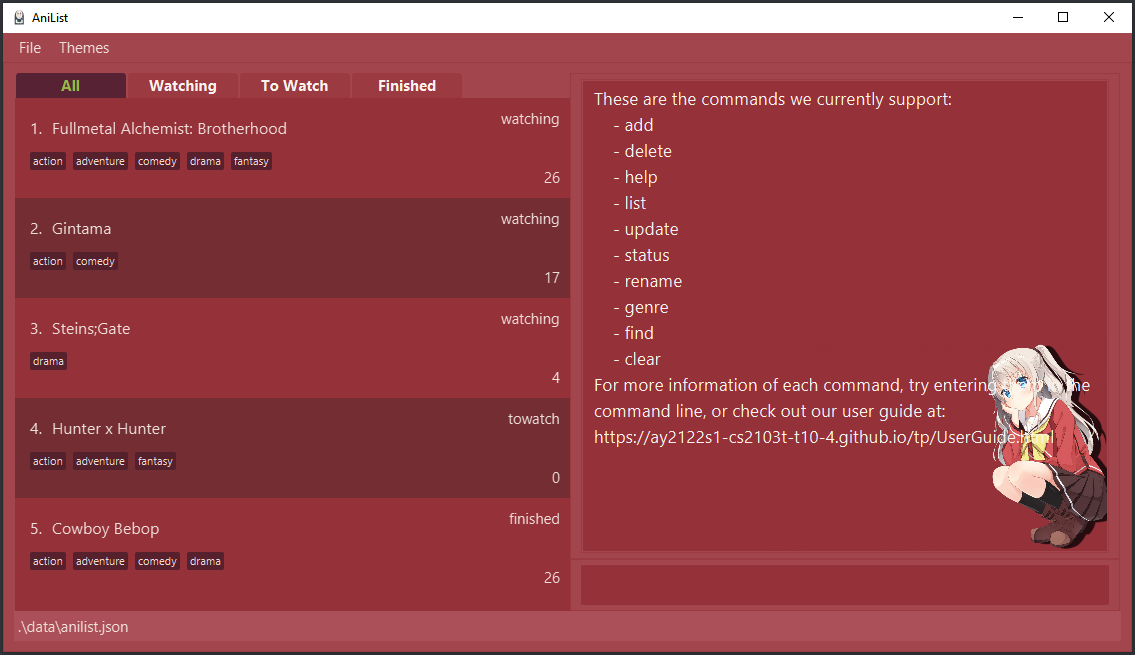 AniList
File Themes
All Watching To Watch Finished
1. Fullmetal Alchemist: Brotherhood
watching
action adventure comedy drama fantasy
26
2. Gintama
watching
action comedy
17
3. Steins;Gate
watching
drama
4
4. Hunter x Hunter
towatch
action adventure fantasy
0
5. Cowboy Bebop
finished
action adventure comedy drama
26
These are the commands we currently support:
- add
- delete
- help
- list
- update
- status
- rename
- genre
- find
- clear
For more information of each command, try entering them in the
command line, or check out our user guide at:
https://ay2122s1-cs2103t-t10-4.github.io/tp/UserGuide.html
.\data\anilist.json